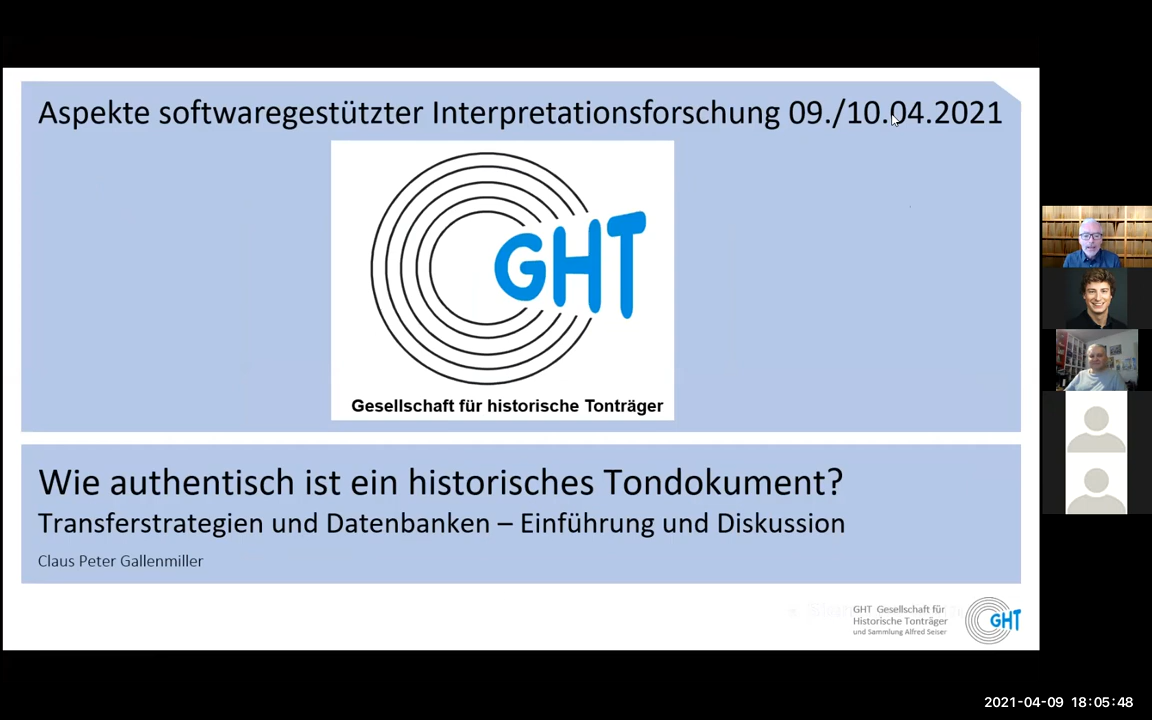 Aspekte softwaregestützter Interpretationsforschung 09./10.04.2021
GHT
Gesellschaft für historische Tonträger
Wie authentisch ist ein historisches Tondokument?
Transferstrategien und Datenbanken – Einführung und Diskussion
Claus Peter Gallenmiller
GHT Gesellschaft für
Historische Tonträger
und Sammlung Alfred Seiser
GHT
2021-04-09 18:05:48